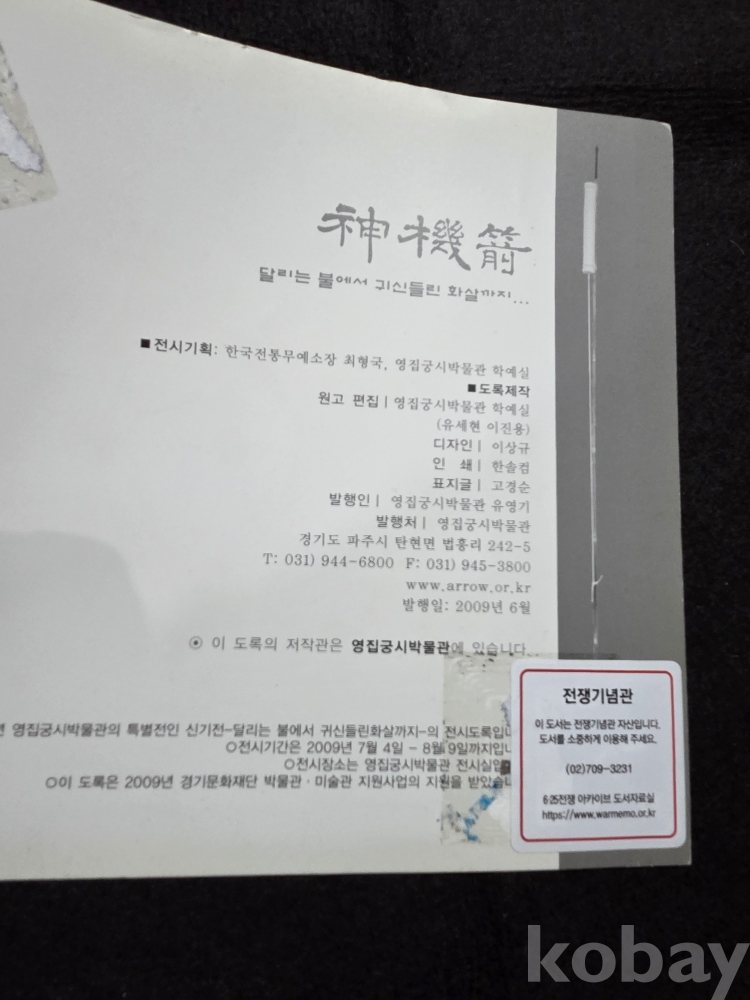 神機箭
달리는 불에서 귀신들린 화살까지...
■전시기획: 한국전통무예소장 최형국, 영집궁시박물관 학예실
■도록제작
원고 편집 | 영집궁시박물관 학예실
(유세현 이진용)
디자인 | 이상규
인 쇄 | 한솔컴
표지글 | 고경순
발행인 | 영집궁시박물관 유영기
발행처 | 영집궁시박물관
경기도 파주시 탄현면 법흥리 242-5
T: 031) 944-6800 F: 031) 945-3800
www.arrow.or.kr
발행일: 2009년 6월
⊙ 이 도록의 저작관은 영집궁시박물관에 있습니다.
년 영집궁시박물관의 특별전인 신기전-달리는 불에서 귀신들린화살까지-의 전시도록입니
○전시기간은 2009년 7월 4일 - 8월 9일까지입니
○전시장소는 영집궁시박물관 전시실입
○이 도록은 2009년 경기문화재단 박물관·미술관 지원사업의 지원을 받았습니
전쟁기념관
이 도서는 전쟁기념관 자산입니다.
도서를 소중하게 이용해 주세요.
(02)709-3231
6·25전쟁 아카이브 도서자료실
https://www.warmemo.or.kr
kobay